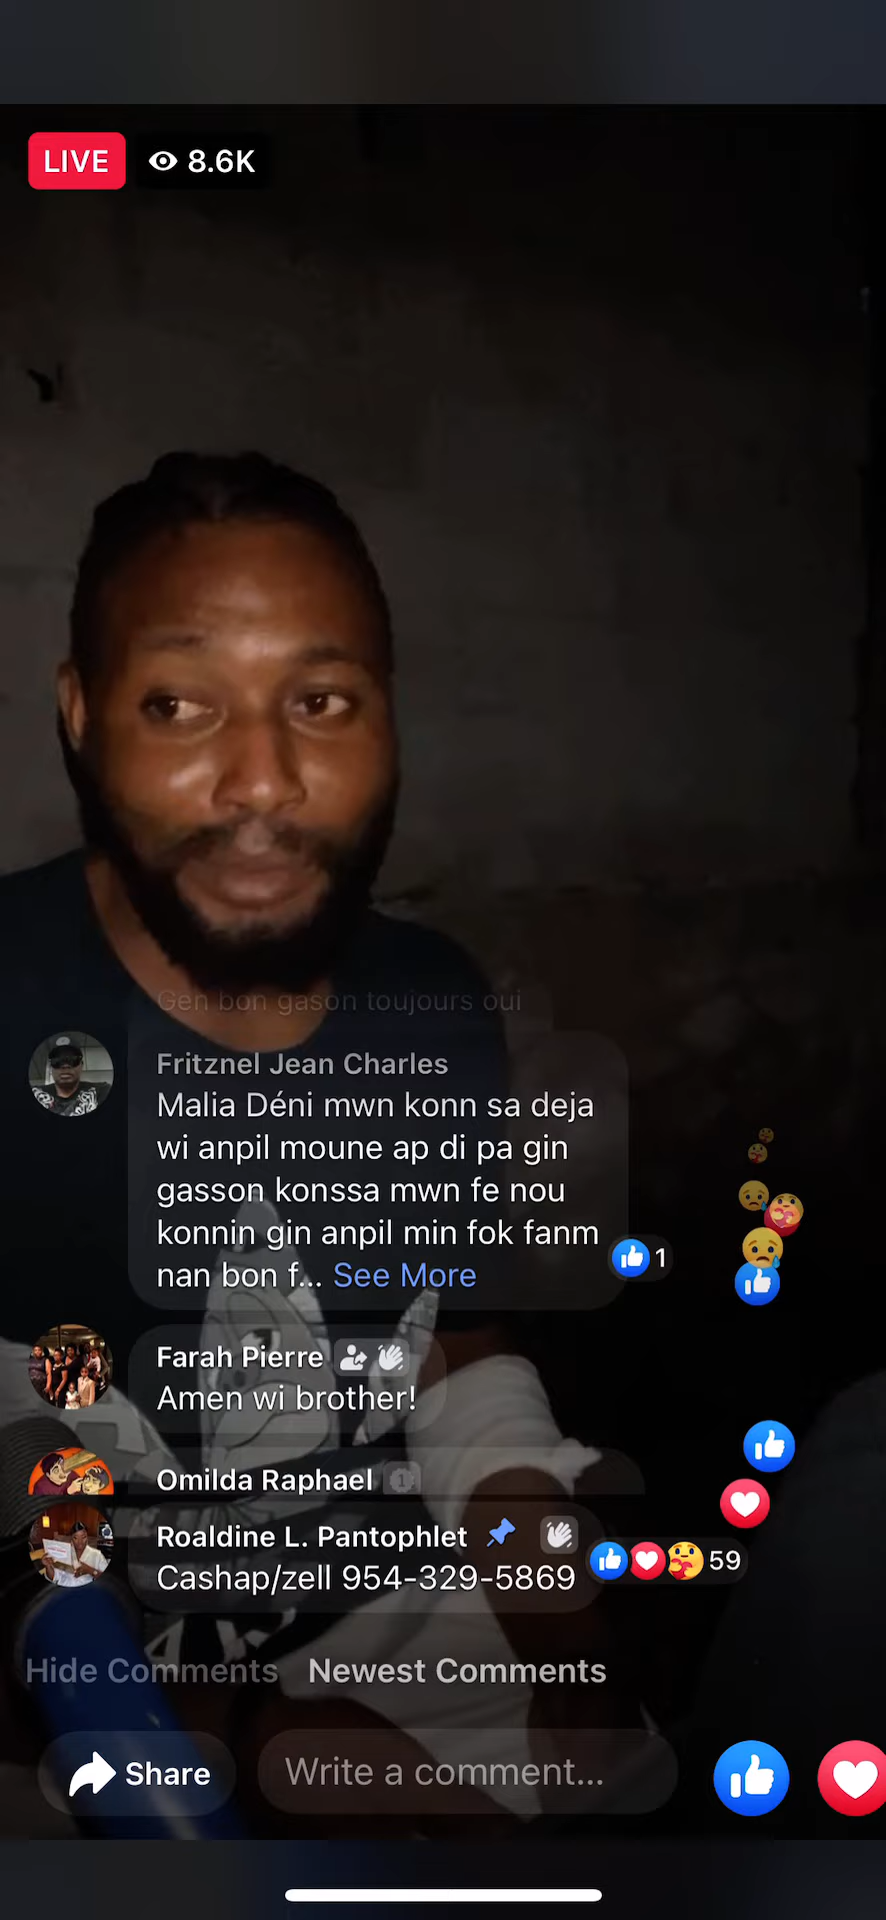 LIVE 8.6K
Gen bon gason toujours oui
Fritznel Jean Charles
Malia Déni mwn konn sa deja
wi anpil moune ap di pa gin
gasson konssa mwn fe nou
konnin gin anpil min fok fanm
nan bon f... See More
1
Farah Pierre
Amen wi brother!
Omilda Raphael
Roaldine L. Pantophlet
Cashap/zell 954-329-5869
59
Hide Comments Newest Comments
Share
Write a comment...